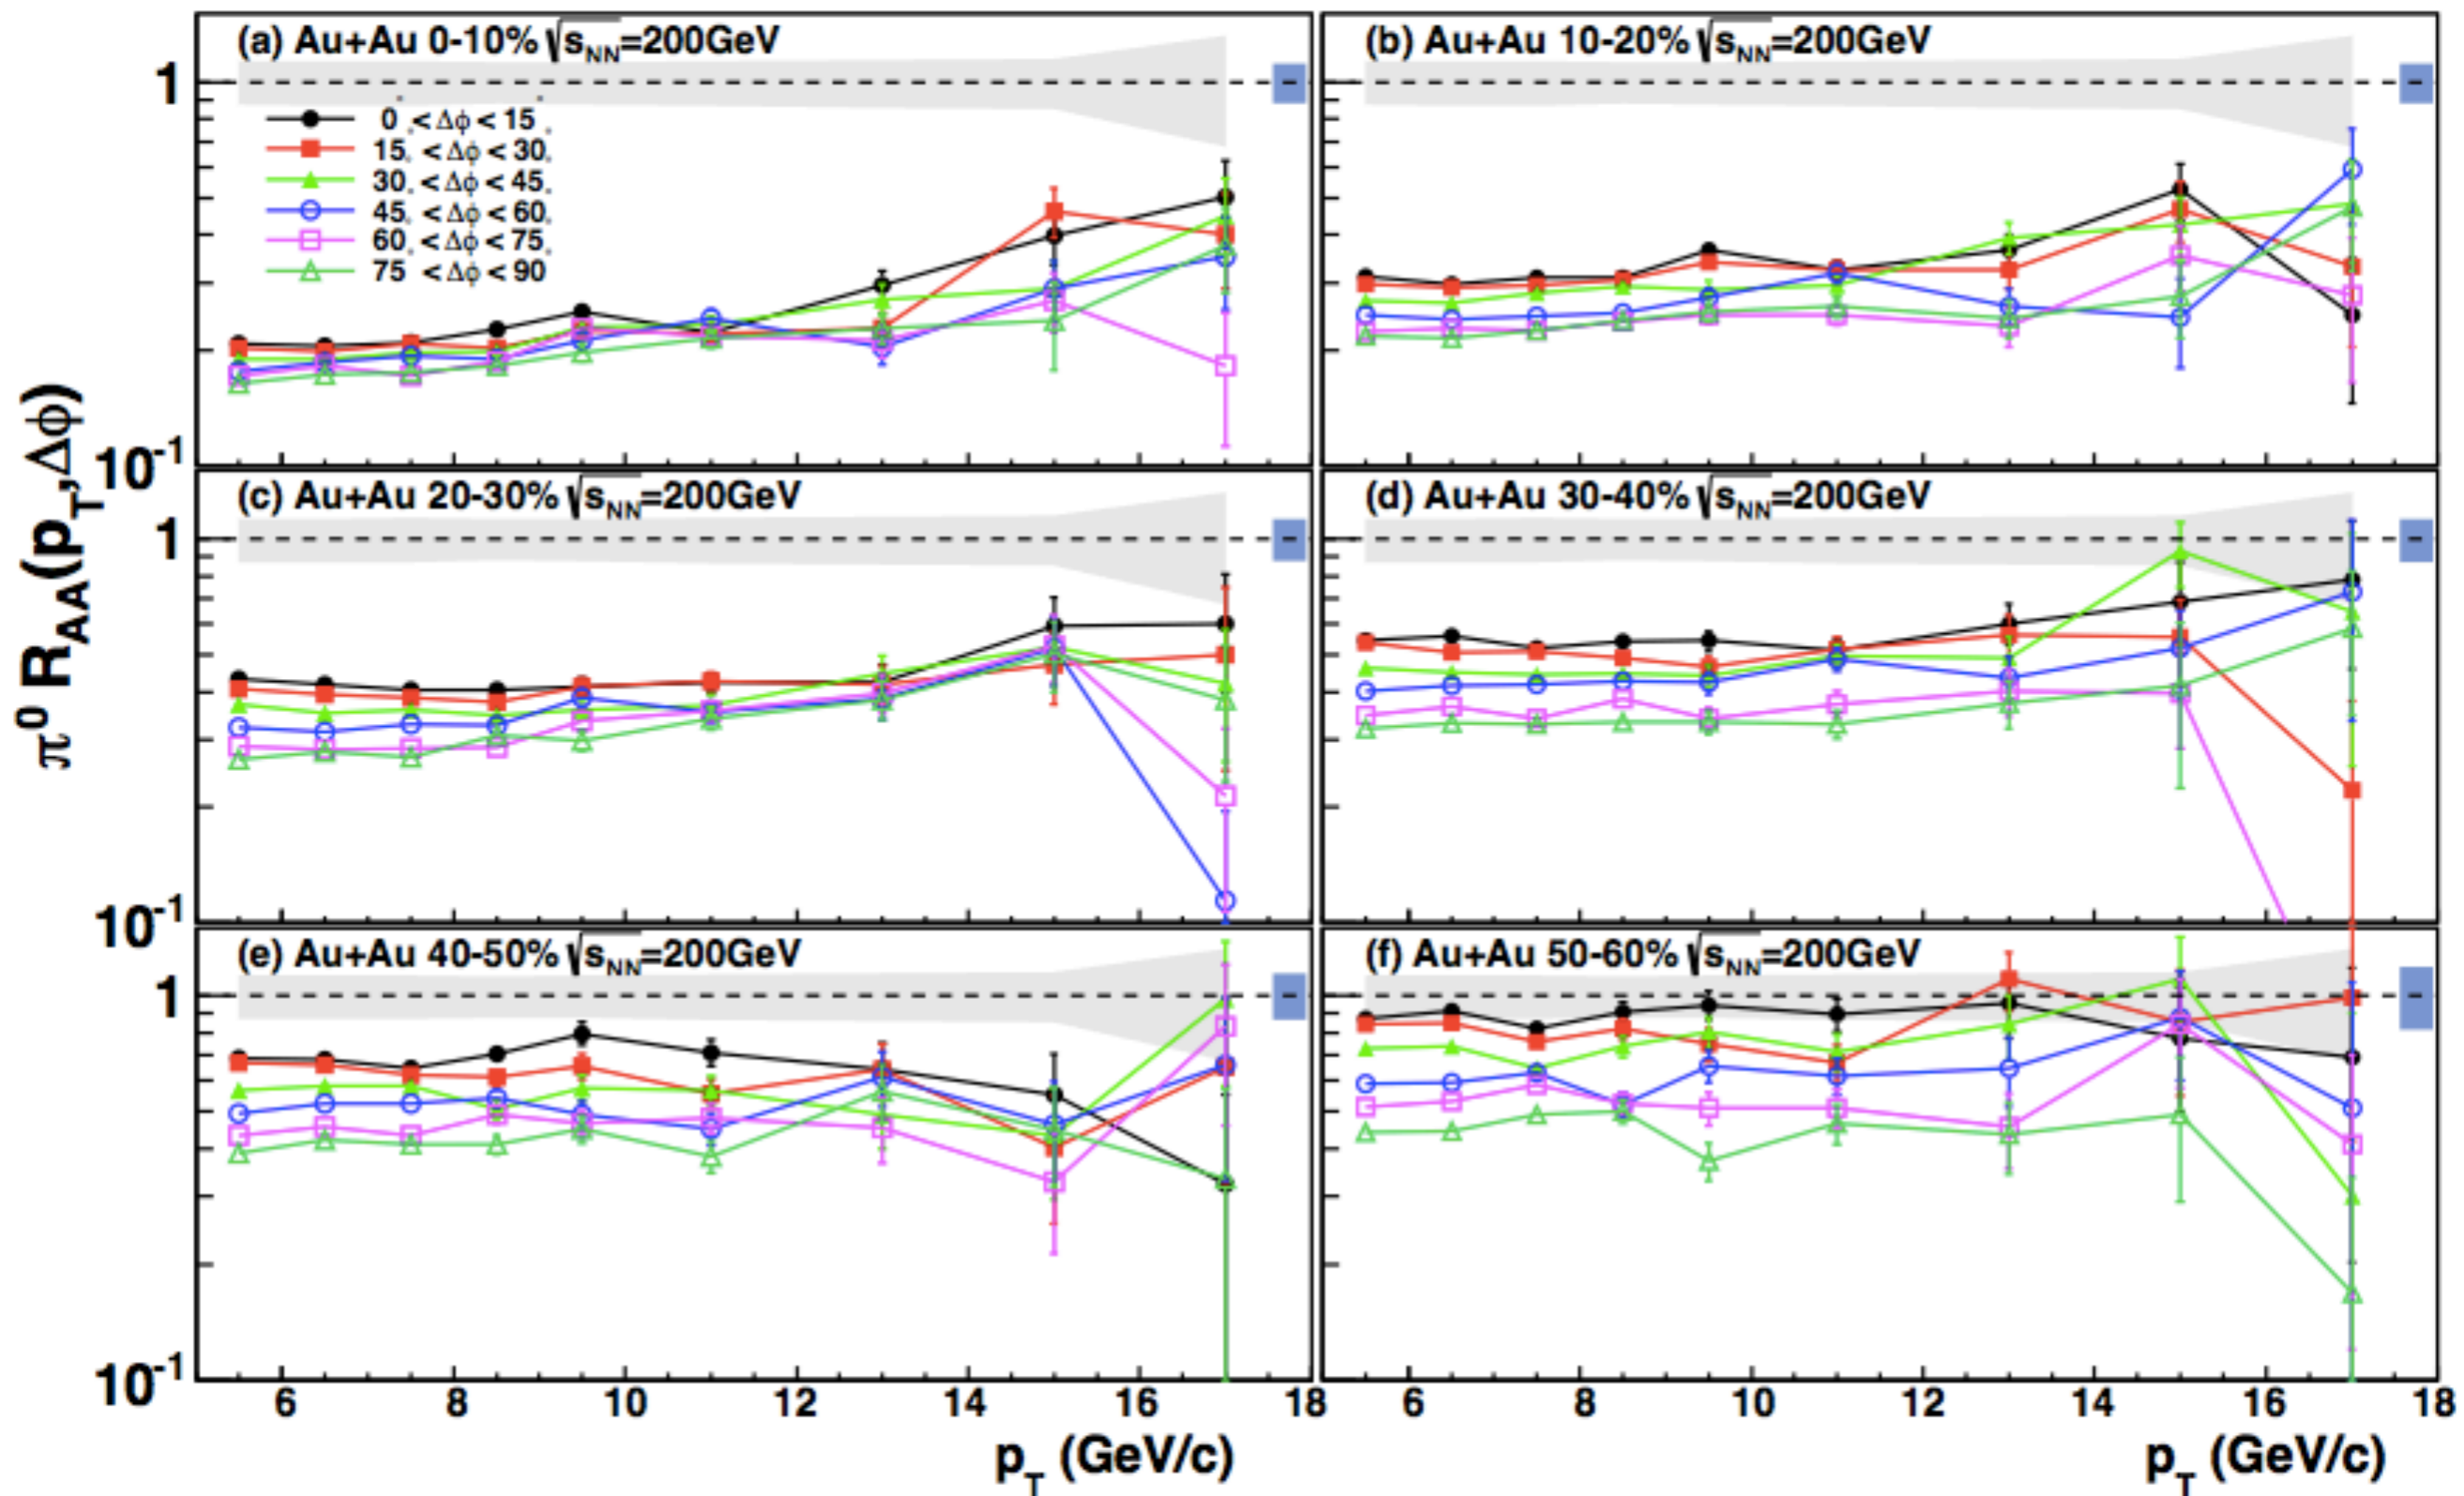 (a) Au+Au 0-10% √sNN=200GeV
(b) Au+Au 10-20% √sNN=200GeV
1
0 < Δϕ < 15
15 < Δϕ < 30
30 < Δϕ < 45
45 < Δϕ < 60
60 < Δϕ < 75
75 < Δϕ < 90
10-1
(c) Au+Au 20-30% √sNN=200GeV
(d) Au+Au 30-40% √sNN=200GeV
1
π0 RAA(pT,Δϕ)
10-1
(e) Au+Au 40-50% √sNN=200GeV
(f) Au+Au 50-60% √sNN=200GeV
1
10-1
6 8 10 12 14 16 18
6 8 10 12 14 16 18
pT (GeV/c)
pT (GeV/c)